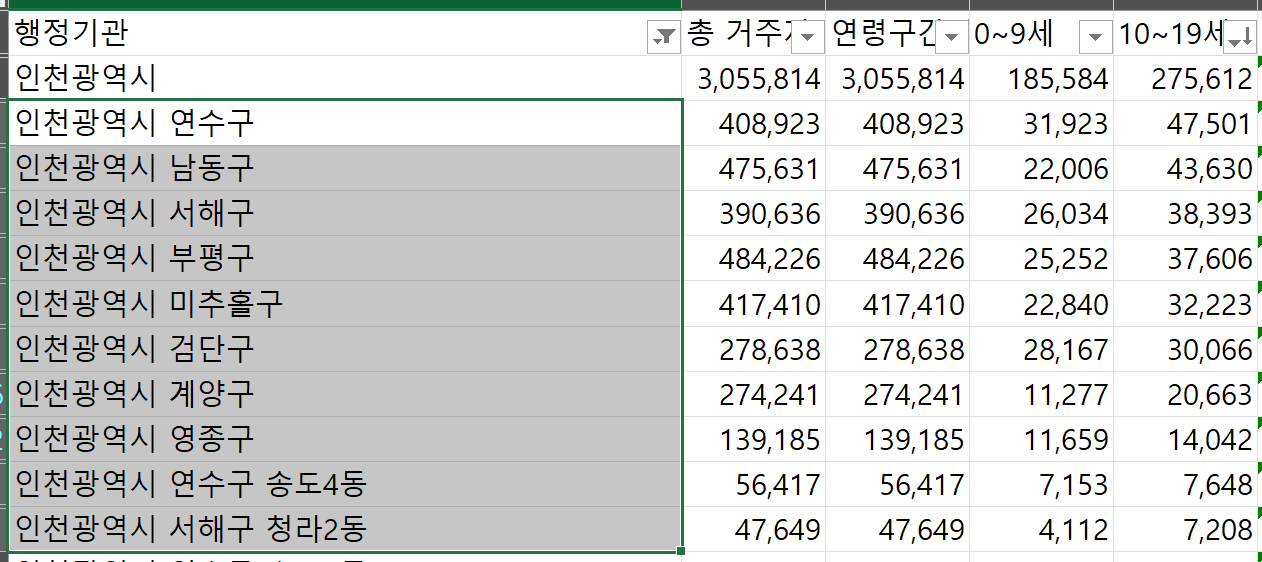 행정기관 총 거주자 연령구간 0~9세 10~19세
인천광역시 3,055,814 3,055,814 185,584 275,612
인천광역시 연수구 408,923 408,923 31,923 47,501
인천광역시 남동구 475,631 475,631 22,006 43,630
인천광역시 서해구 390,636 390,636 26,034 38,393
인천광역시 부평구 484,226 484,226 25,252 37,606
인천광역시 미추홀구 417,410 417,410 22,840 32,223
인천광역시 검단구 278,638 278,638 28,167 30,066
인천광역시 계양구 274,241 274,241 11,277 20,663
인천광역시 영종구 139,185 139,185 11,659 14,042
인천광역시 연수구 송도4동 56,417 56,417 7,153 7,648
인천광역시 서해구 청라2동 47,649 47,649 4,112 7,208